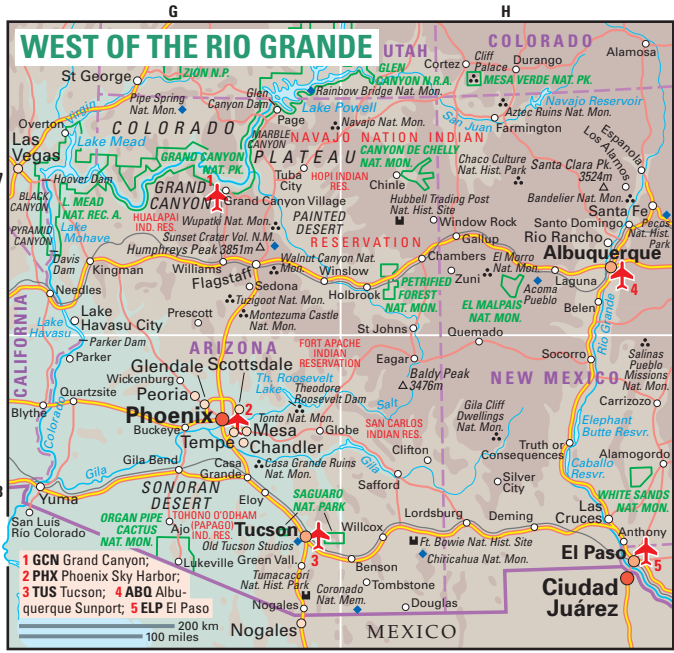 G
H
WEST OF THE RIO GRANDE
UTAH
COLORADO
Alamosa
Cortez
Cliff
Palace
Durango
MESA VERDE NAT. PK.
St George
ZION N.P.
GLEN
CANYON N.R.A.
Rainbow Bridge Nat. Mon.
Glen
Canyon Dam
Lake Powell
Page
Pipe Spring
Nat. Mon.
Virgin
Overton
Navajo Reservoir
Aztec Ruins Nat. Mon.
San Juan
Farmington
Navajo Nat. Mon.
COLORADO
PLATEAU
MARBLE
CANYON
NAVAJO NATION INDIAN
RESERVATION
Las
Vegas
Lake Mead
GRAND CANYON
NAT. PK.
CANYON DE CHELLY
NAT. MON.
Chaco Culture
Nat. Hist. Park
Santa Clara Pk.
3524m
Los Alamos
Espanola
Hoover Dam
GRAND
CANYON
Grand Canyon Village
Tuba
City
HOPI INDIAN
RES.
Chinle
Bandelier Nat. Mon.
Santa Fe
BLACK
CANYON
L. MEAD
NAT. REC. A.
HUALAPAI
IND. RES.
Wupatki Nat. Mon.
PAINTED
DESERT
Hubbell Trading Post
Nat. Hist. Site
Window Rock
Santo Domingo
Pecos
Nat. Hist.
Park
PYRAMID
CANYON
Lake
Mohave
Sunset Crater Vol. N.M.
Humphreys Peak 3851m
Gallup
Rio Rancho
Albuquerque
4
Davis
Dam
Kingman
Williams
Flagstaff
Walnut Canyon Nat.
Mon.
Winslow
Chambers
El Morro
Nat. Mon.
Zuni
Laguna
Acoma
Pueblo
Needles
Sedona
Holbrook
PETRIFIED
FOREST
NAT. MON.
EL MALPAIS
NAT. MON.
Belen
Tuzigoot Nat. Mon.
Prescott
Montezuma Castle
Nat. Mon.
CALIFORNIA
Lake
Havasu
Lake
Havasu City
St Johns
Quemado
Rio Grande
Parker Dam
Parker
ARIZONA
FORT APACHE
INDIAN
RESERVATION
Eagar
Baldy Peak
3476m
Socorro
Salinas
Pueblo
Missions
Nat. Mon.
NEW MEXICO
Glendale
Scottsdale
Wickenburg
Peoria
Th. Roosevelt
Lake
Theodore
Roosevelt Dam
Quartzsite
Blythe
Colorado
Phoenix
2
Tonto Nat. Mon.
Salt
Gila Cliff
Dwellings
Nat. Mon.
Carrizozo
Elephant
Butte Resvr.
Buckeye
Mesa
Tempe
Chandler
Globe
SAN CARLOS
INDIAN RES.
Clifton
Truth or
Consequences
Caballo
Resvr.
Alamogordo
Gila
Gila Bend
Casa
Grande
Casa Grande Ruins
Nat. Mon.
Gila
Safford
Silver
City
Yuma
SONORAN
DESERT
Eloy
SAGUARO
NAT. PARK
WHITE SANDS
NAT. MON.
San Luis
Río Colorado
ORGAN PIPE
CACTUS
NAT. MON.
Ajo
TOHONO O'ODHAM
(PAPAGO)
IND. RES.
Tucson
3
Willcox
Lordsburg
Deming
Las
Cruces
Anthony
Old Tucson Studios
Lukeville
Green Vall.
Benson
Ft. Bowie Nat. Hist. Site
Chiricahua Nat. Mon.
El Paso
5
Tumacacori
Nat. Hist. Park
Coronado
Nat. Mem.
Tombstone
Ciudad
Juárez
Nogales
Douglas
Nogales
MEXICO
1 GCN Grand Canyon;
2 PHX Phoenix Sky Harbor;
3 TUS Tucson; 4 ABQ Albu-
querque Sunport; 5 ELP El Paso
200 km
100 miles